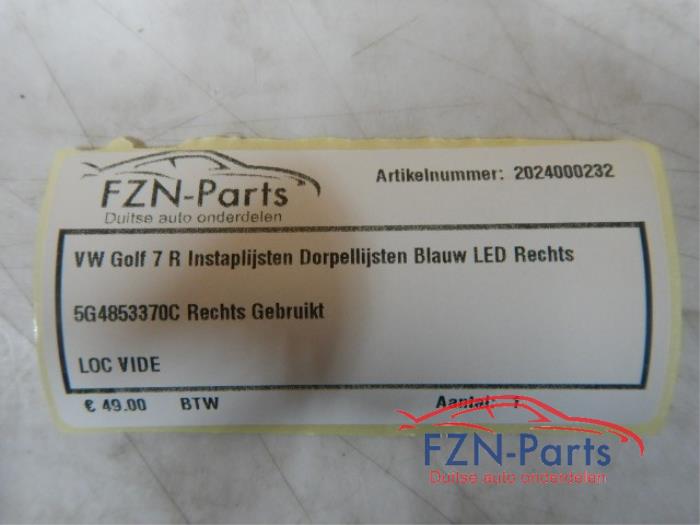 FZN-Parts
Duitse auto onderdelen
Artikelnummer: 2024000232
VW Golf 7 R Instaplijsten Dorpellijsten Blauw LED Rechts
5G4853370C Rechts Gebruikt
LOC VIDE
€ 49.00 BTW Aantal: 1
FZN-Parts
Duitse auto onderdelen